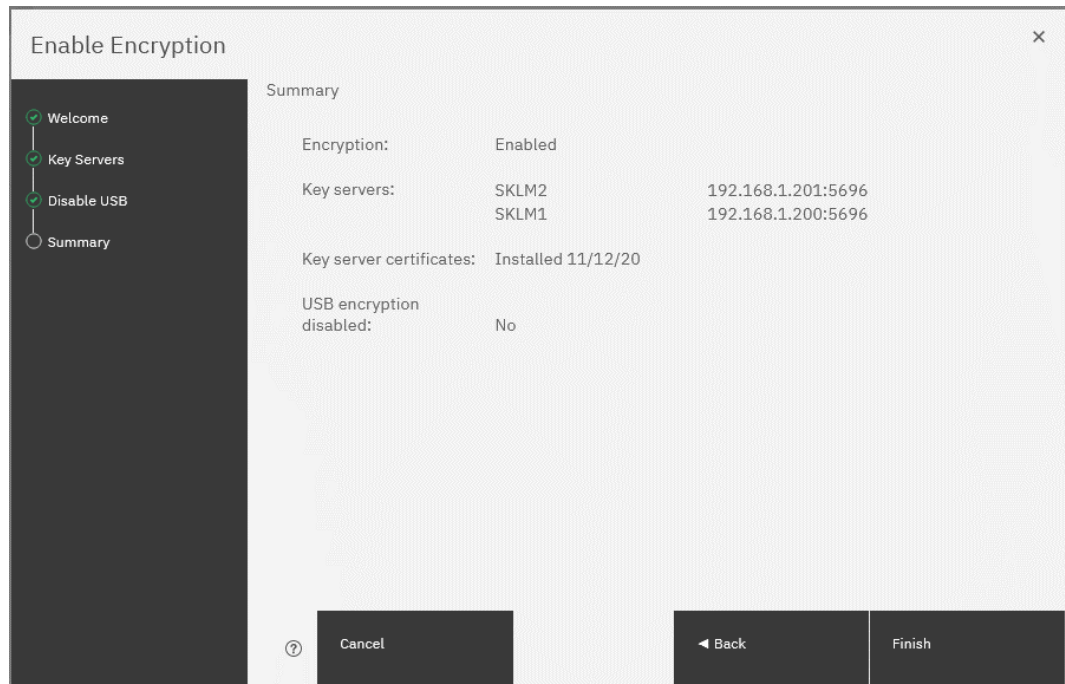 Enable Encryption
Welcome
Key Servers
Disable USB
Summary
Summary
Encryption: Enabled
Key servers: SKLM2 192.168.1.201:5696
SKLM1 192.168.1.200:5696
Key server certificates: Installed 11/12/20
USB encryption
disabled: No
? Cancel ◄ Back Finish